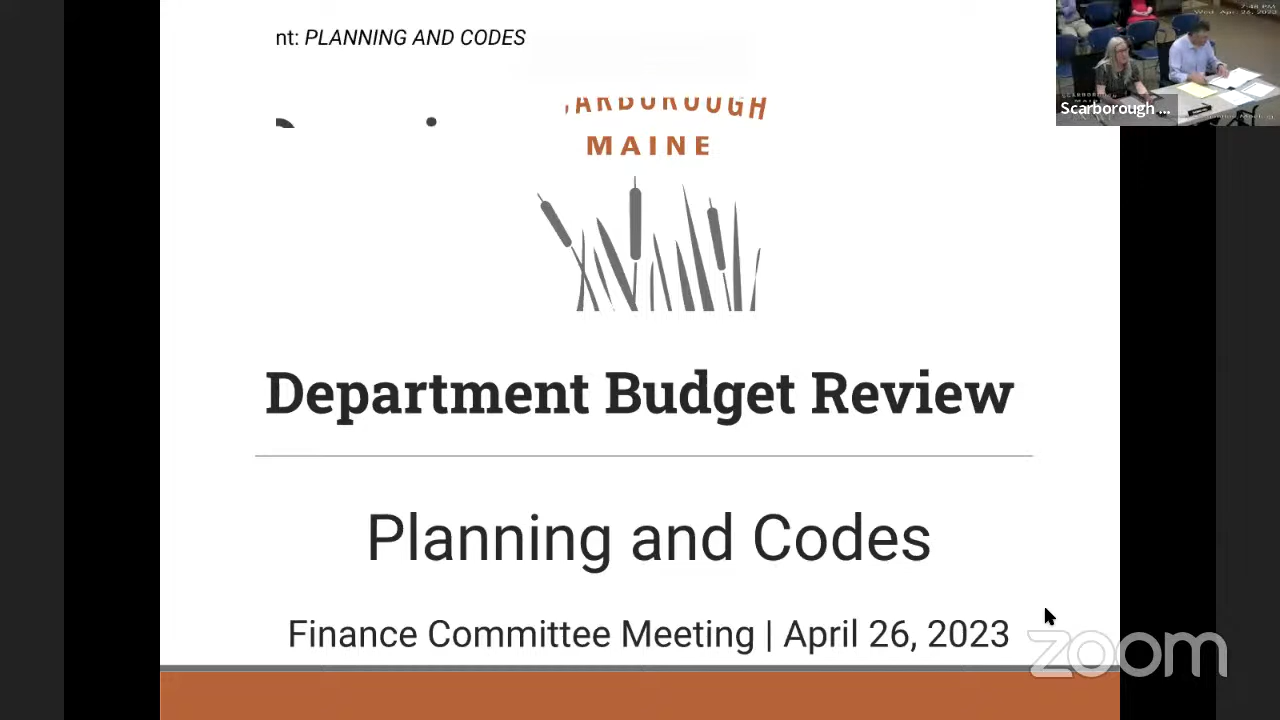 nt: PLANNING AND CODES
SCARBOROUGH
MAINE
Department Budget Review
Planning and Codes
Finance Committee Meeting | April 26, 2023
Scarborough ...
zoom